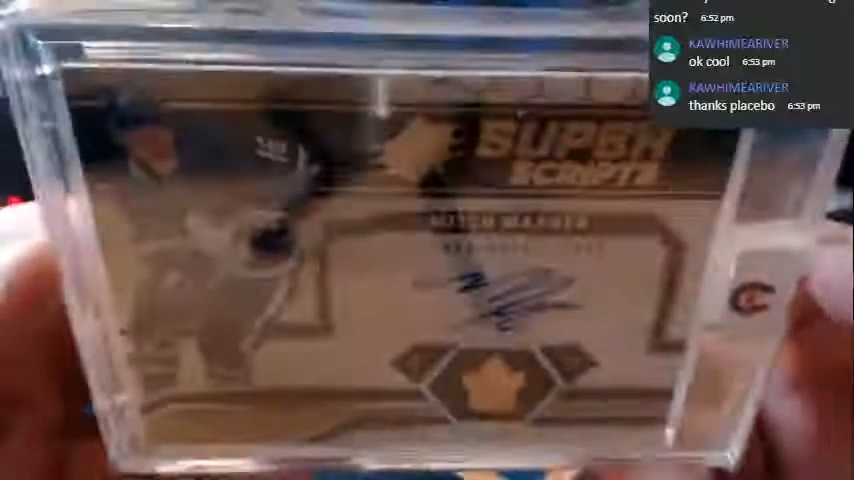 soon? 6:52 pm
KAWHIMEARIVER
ok cool 6:53 pm
KAWHIMEARIVER
thanks placebo 6:53 pm
SUPER
SCRIPTS
MITCH MARNER